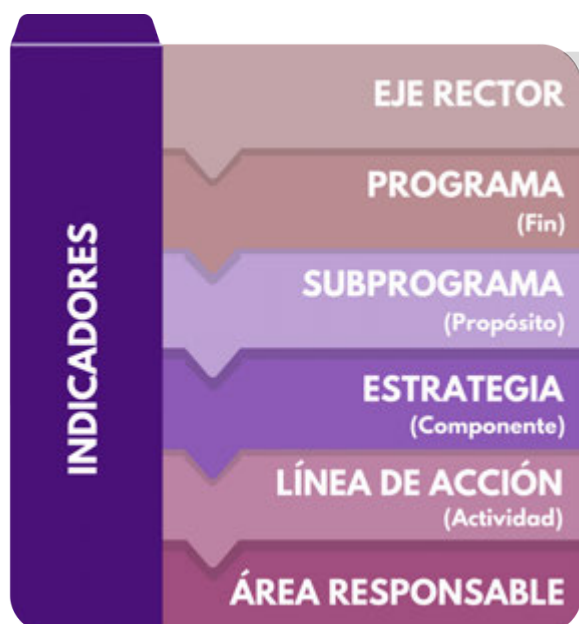 INDICADORES
EJE RECTOR
PROGRAMA
(Fin)
SUBPROGRAMA
(Propósito)
ESTRATEGIA
(Componente)
LÍNEA DE ACCIÓN
(Actividad)
ÁREA RESPONSABLE